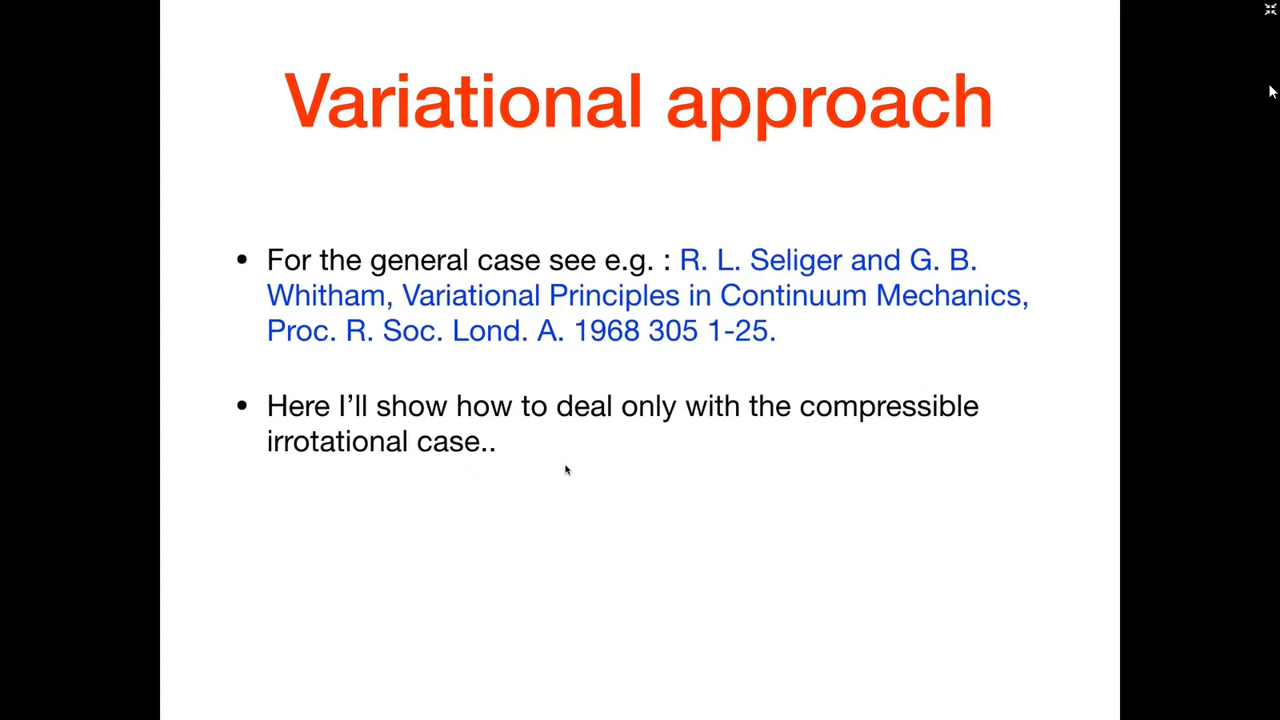 Variational approach
• For the general case see e.g. : R. L. Seliger and G. B.
Whitham, Variational Principles in Continuum Mechanics,
Proc. R. Soc. Lond. A. 1968 305 1-25.
• Here I’ll show how to deal only with the compressible
irrotational case..